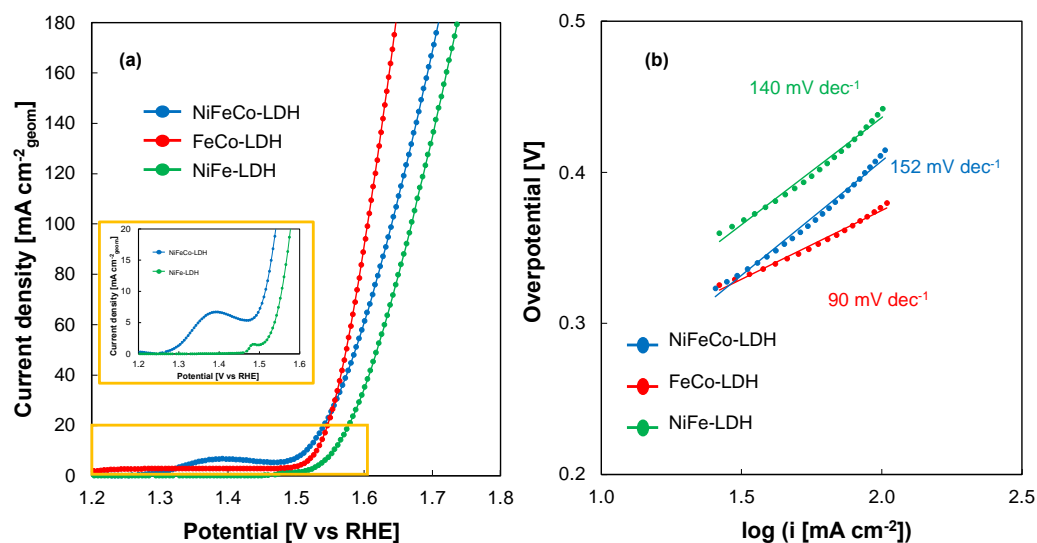 (a)
180
160
140
120
100
80
60
40
20
0
Current density [mA cm⁻²geom]
NiFeCo-LDH
FeCo-LDH
NiFe-LDH
20
15
10
5
0
Current density [mA cm⁻²geom]
NiFeCo-LDH
NiFe-LDH
1.2 1.3 1.4 1.5 1.6
Potential [V vs RHE]
1.2 1.3 1.4 1.5 1.6 1.7 1.8
Potential [V vs RHE]
(b)
0.5
0.4
0.3
0.2
Overpotential [V]
140 mV dec⁻¹
152 mV dec⁻¹
90 mV dec⁻¹
NiFeCo-LDH
FeCo-LDH
NiFe-LDH
1.0 1.5 2.0 2.5
log (i [mA cm⁻²])